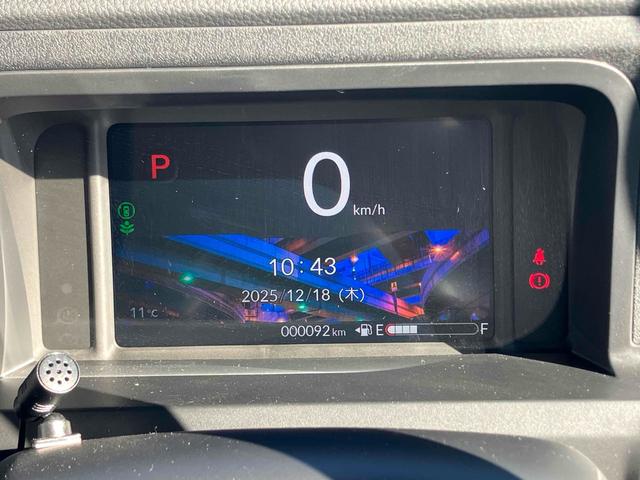 P
0 km/h
10:43
2025/12/18 (木)
11°c
000092 km E F